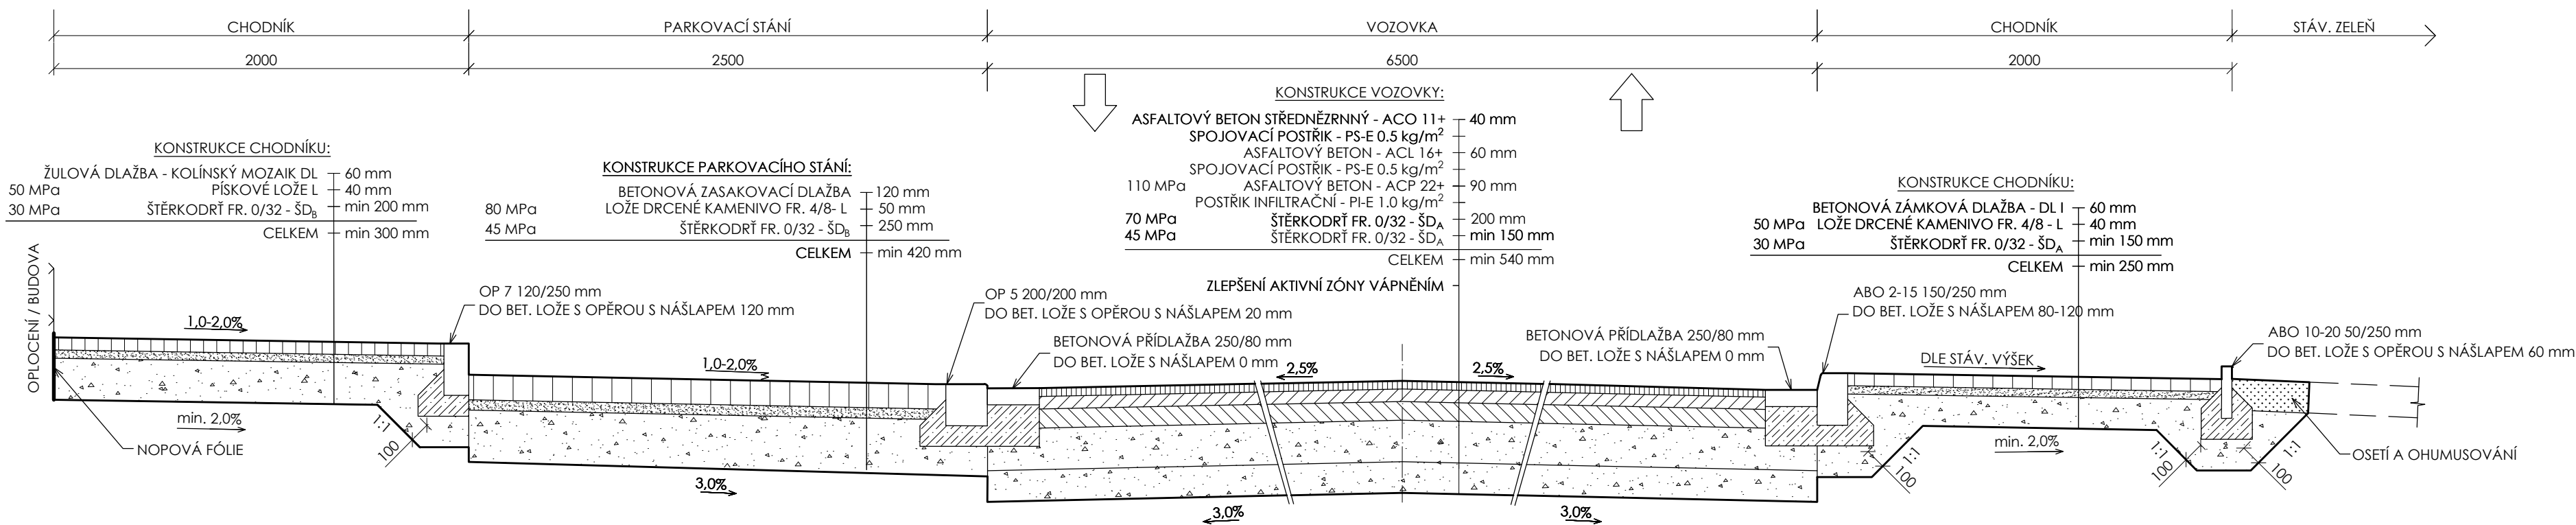 CHODNÍK
PARKOVACÍ STÁNÍ
VOZOVKA
CHODNÍK
STÁV. ZELEŇ
2000
2500
6500
2000
KONSTRUKCE CHODNÍKU:
ŽULOVÁ DLAŽBA - KOLÍNSKÝ MOZAIK DL 60 mm
50 MPa PÍSKOVÉ LOŽE L 40 mm
30 MPa ŠTĚRKODRŤ FR. 0/32 - ŠDB min 200 mm
CELKEM min 300 mm
KONSTRUKCE PARKOVACÍHO STÁNÍ:
BETONOVÁ ZASAKOVACÍ DLAŽBA 120 mm
80 MPa LOŽE DRCENÉ KAMENIVO FR. 4/8- L 50 mm
45 MPa ŠTĚRKODRŤ FR. 0/32 - ŠDB 250 mm
CELKEM min 420 mm
KONSTRUKCE VOZOVKY:
ASFALTOVÝ BETON STŘEDNĚZRNNÝ - ACO 11+ 40 mm
SPOJOVACÍ POSTŘIK - PS-E 0.5 kg/m²
ASFALTOVÝ BETON - ACL 16+ 60 mm
SPOJOVACÍ POSTŘIK - PS-E 0.5 kg/m²
110 MPa ASFALTOVÝ BETON - ACP 22+ 90 mm
POSTŘIK INFILTRAČNÍ - PI-E 1.0 kg/m²
70 MPa ŠTĚRKODRŤ FR. 0/32 - ŠDA 200 mm
45 MPa ŠTĚRKODRŤ FR. 0/32 - ŠDA min 150 mm
CELKEM min 540 mm
ZLEPŠENÍ AKTIVNÍ ZÓNY VÁPNĚNÍM
KONSTRUKCE CHODNÍKU:
BETONOVÁ ZÁMKOVÁ DLAŽBA - DL I 60 mm
50 MPa LOŽE DRCENÉ KAMENIVO FR. 4/8 - L 40 mm
30 MPa ŠTĚRKODRŤ FR. 0/32 - ŠDA min 150 mm
CELKEM min 250 mm
OPLOCENÍ / BUDOVA
OP 7 120/250 mm
DO BET. LOŽE S OPĚROU S NÁŠLAPEM 120 mm
OP 5 200/200 mm
DO BET. LOŽE S OPĚROU S NÁŠLAPEM 20 mm
BETONOVÁ PŘÍDLAŽBA 250/80 mm
DO BET. LOŽE S NÁŠLAPEM 0 mm
BETONOVÁ PŘÍDLAŽBA 250/80 mm
DO BET. LOŽE S NÁŠLAPEM 0 mm
ABO 2-15 150/250 mm
DO BET. LOŽE S NÁŠLAPEM 80-120 mm
ABO 10-20 50/250 mm
DO BET. LOŽE S OPĚROU S NÁŠLAPEM 60 mm
1,0-2,0%
1,0-2,0%
2,5%
2,5%
DLE STÁV. VÝŠEK
min. 2,0%
1:1
100
NOPOVÁ FÓLIE
3,0%
3,0%
3,0%
100
1:1
min. 2,0%
1:1
100
1:1
100
OSETÍ A OHUMUSOVÁNÍ